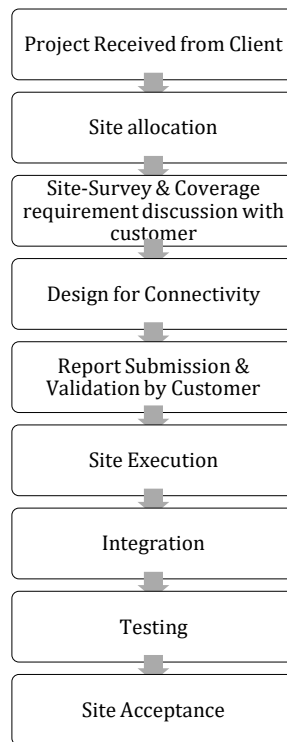 Project Received from Client
Site allocation
Site-Survey & Coverage
requirement discussion with
customer
Design for Connectivity
Report Submission &
Validation by Customer
Site Execution
Integration
Testing
Site Acceptance